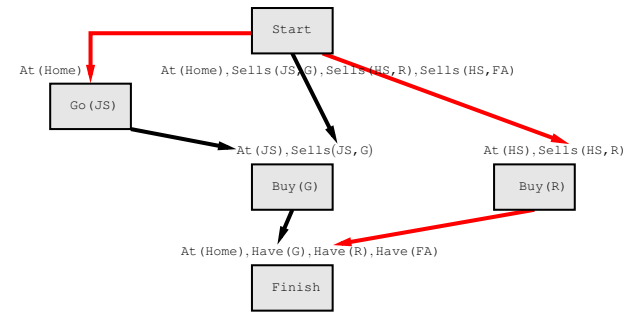 Start
At(Home)
At(Home),Sells(JS,G),Sells(HS,R),Sells(HS,FA)
Go(JS)
At(JS),Sells(JS,G)
At(HS),Sells(HS,R)
Buy(G)
Buy(R)
At(Home),Have(G),Have(R),Have(FA)
Finish